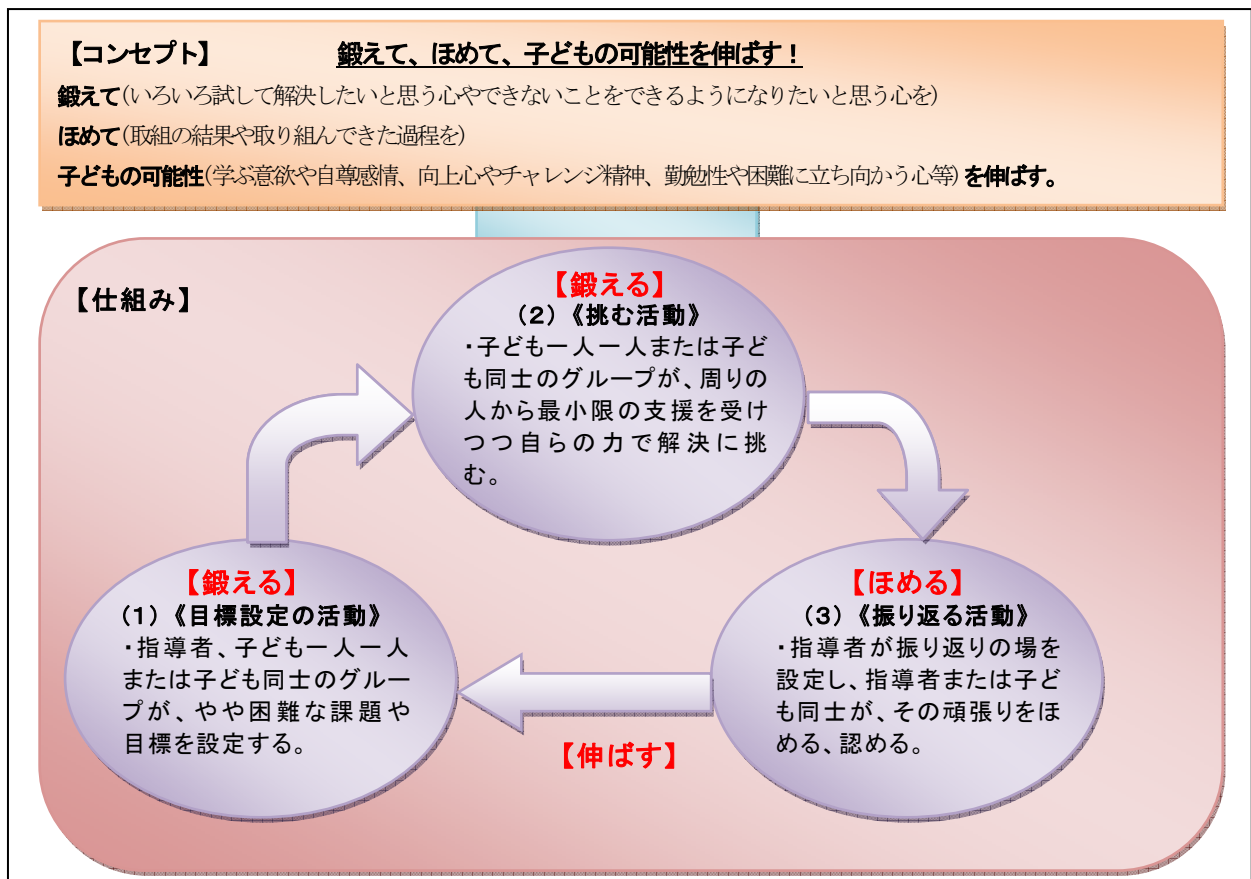 【コンセプト】 鍛えて、ほめて、子どもの可能性を伸ばす！
鍛えて(いろいろ試して解決したいと思う心やできないことをできるようになりたいと思う心を)
ほめて(取組の結果や取り組んできた過程を)
子どもの可能性(学ぶ意欲や自尊感情、向上心やチャレンジ精神、勤勉性や困難に立ち向かう心等)を伸ばす。
【仕組み】
【鍛える】
（2）《挑む活動》
・子ども一人一人または子ど
も同士のグループが、周りの
人から最小限の支援を受け
つつ自らの力で解決に挑
む。
【鍛える】
（1）《目標設定の活動》
・指導者、子ども一人一人
または子ども同士のグルー
プが、やや困難な課題や
目標を設定する。
【ほめる】
（3）《振り返る活動》
・指導者が振り返りの場を
設定し、指導者または子ど
も同士が、その頑張りをほ
める、認める。
【伸ばす】